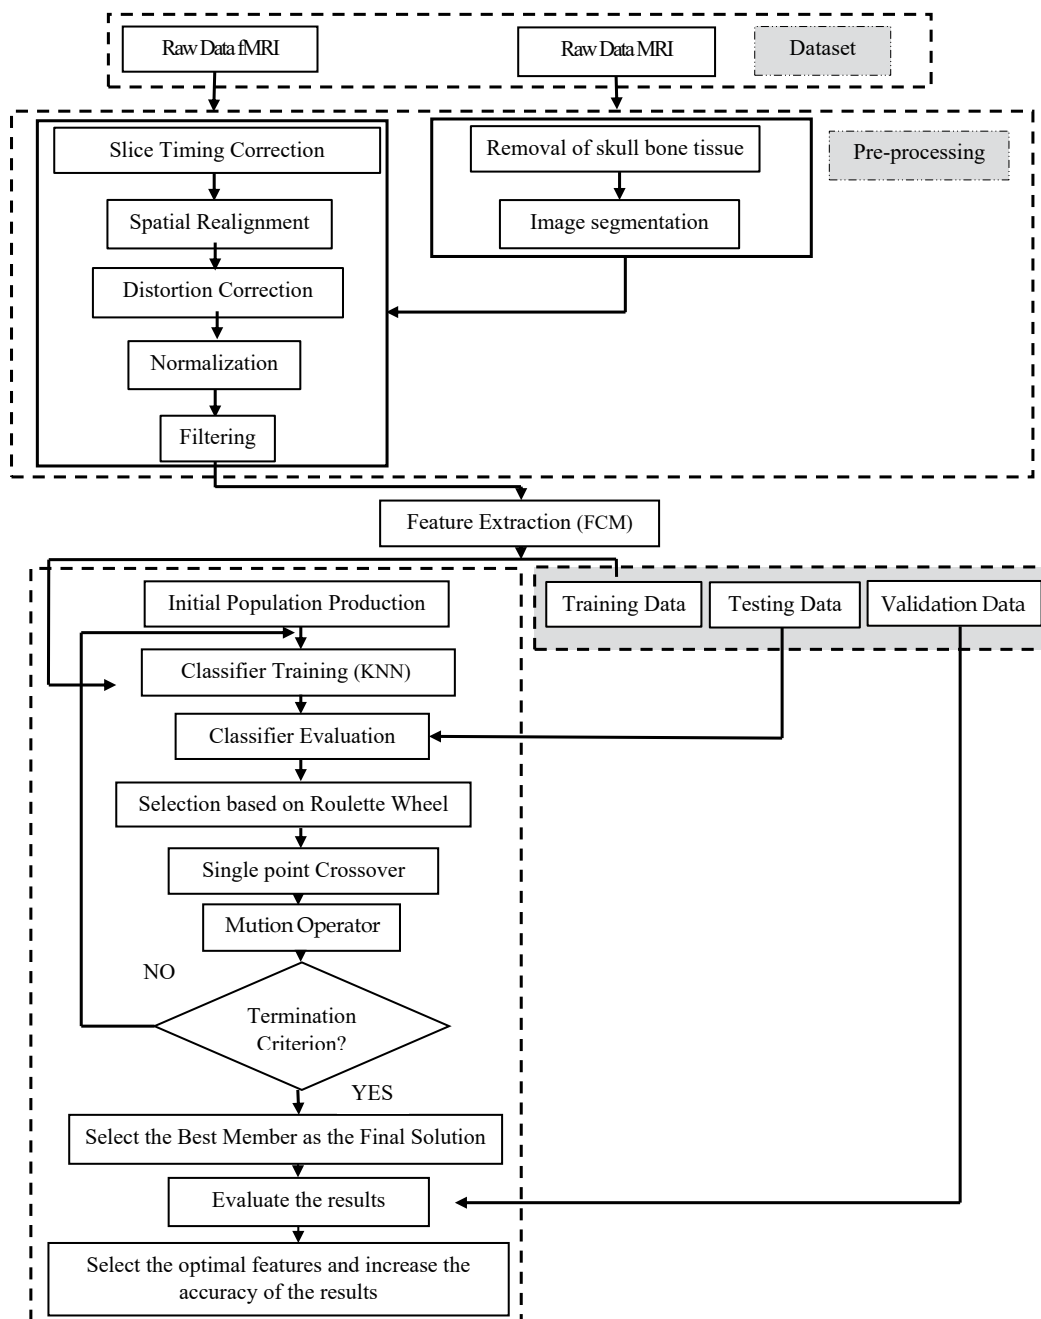 Raw Data fMRI
Raw Data MRI
Dataset
Slice Timing Correction
Removal of skull bone tissue
Pre-processing
Spatial Realignment
Image segmentation
Distortion Correction
Normalization
Filtering
Feature Extraction (FCM)
Initial Population Production
Training Data
Testing Data
Validation Data
Classifier Training (KNN)
Classifier Evaluation
Selection based on Roulette Wheel
Single point Crossover
Mution Operator
NO
Termination
Criterion?
YES
Select the Best Member as the Final Solution
Evaluate the results
Select the optimal features and increase the
accuracy of the results